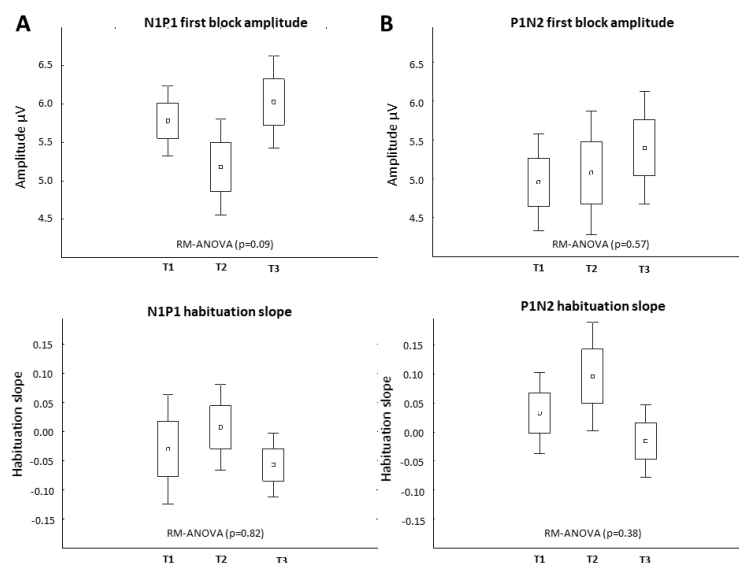 A
N1P1 first block amplitude
Amplitude µV
6.5
6.0
5.5
5.0
4.5
RM-ANOVA (p=0.09)
T1 T2 T3
B
P1N2 first block amplitude
Amplitude µV
6.5
6.0
5.5
5.0
4.5
RM-ANOVA (p=0.57)
T1 T2 T3
N1P1 habituation slope
Habituation slope
0.15
0.10
0.05
0.00
-0.05
-0.10
-0.15
RM-ANOVA (p=0.82)
T1 T2 T3
P1N2 habituation slope
Habituation slope
0.15
0.10
0.05
0.00
-0.05
-0.10
-0.15
RM-ANOVA (p=0.38)
T1 T2 T3